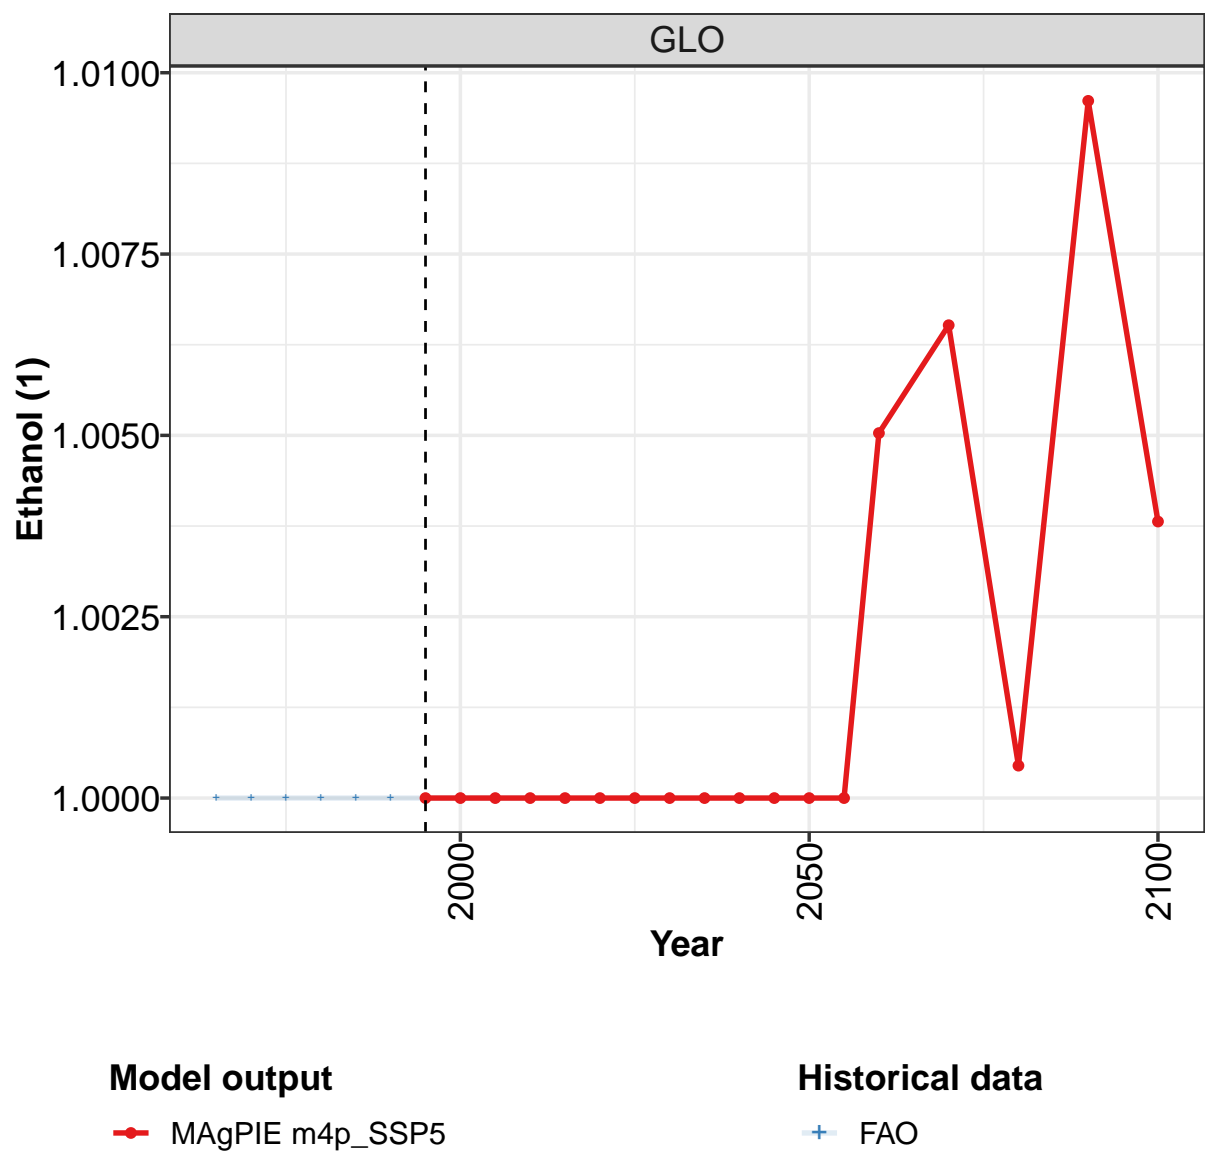 GLO
1.0100
1.0075
1.0050
1.0025
1.0000
Ethanol (1)
2000
2050
2100
Year
Model output
MAgPIE m4p_SSP5
Historical data
FAO